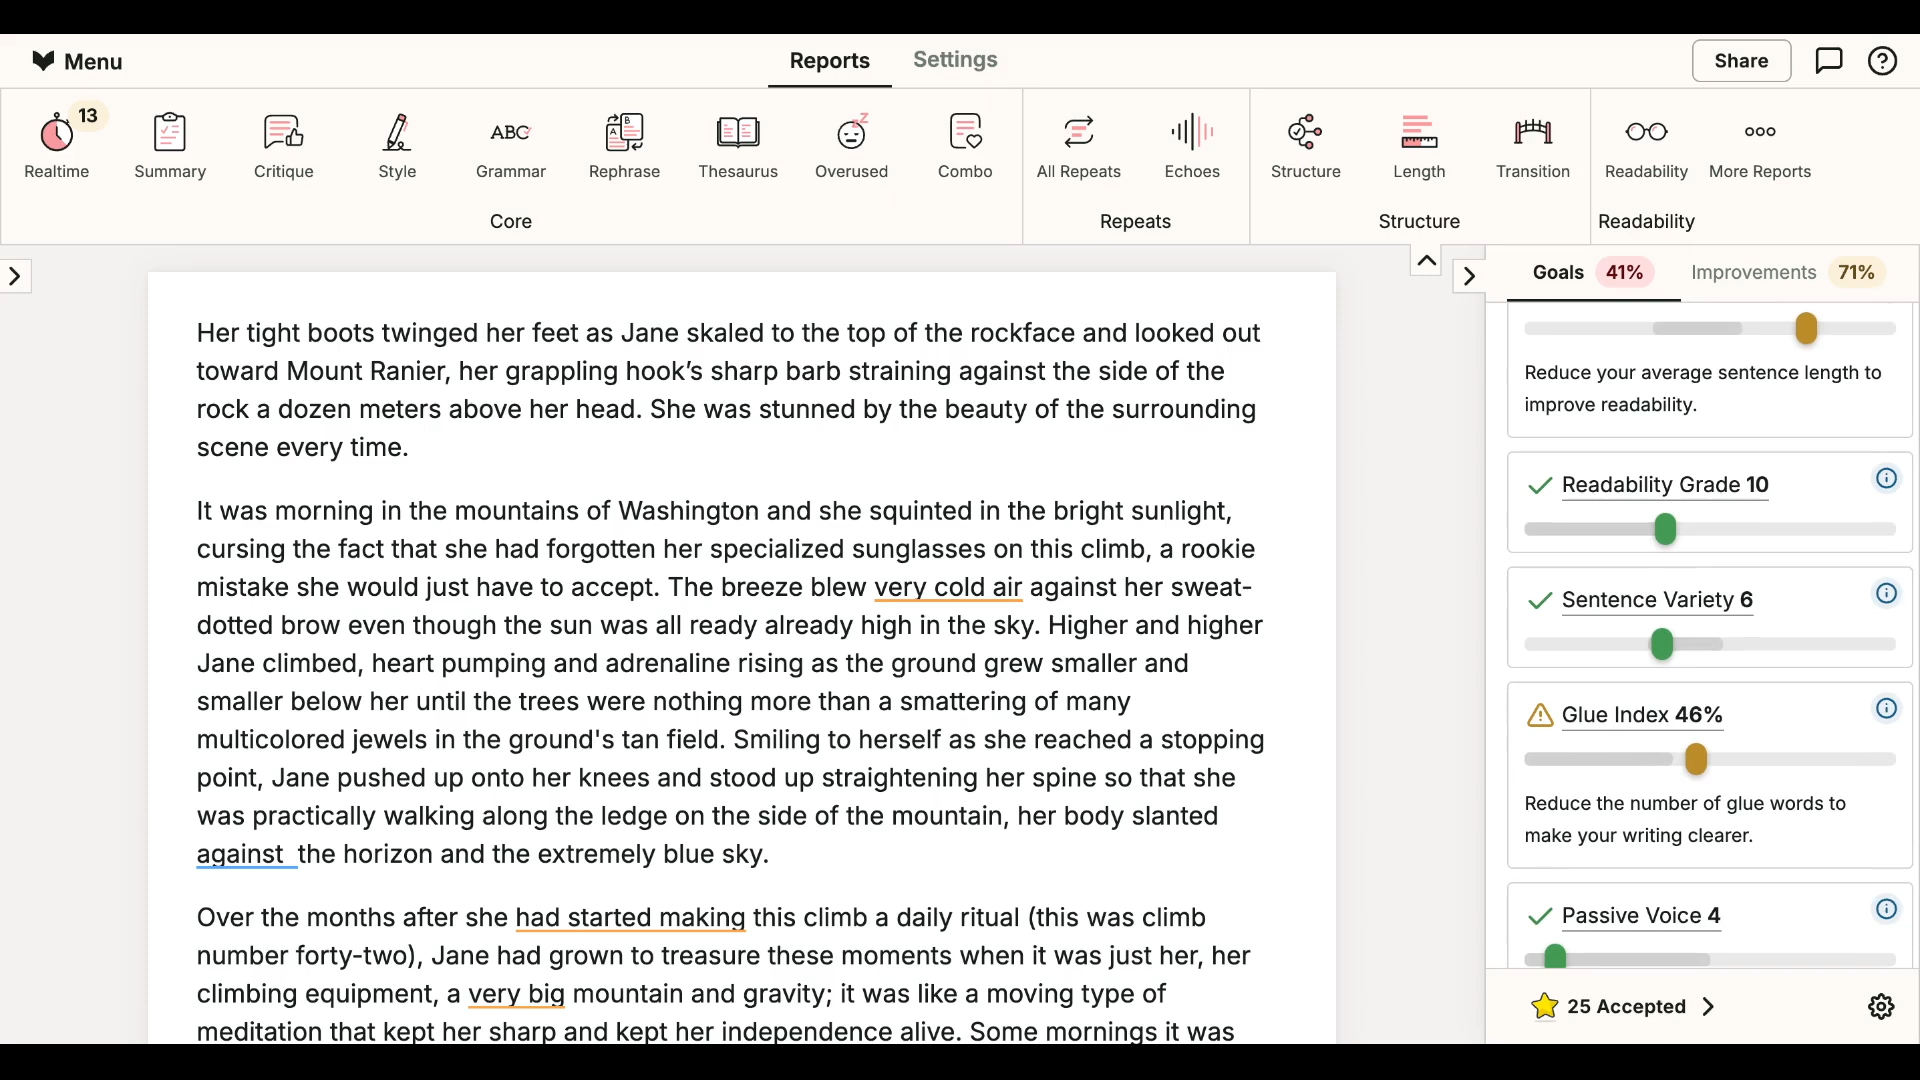 Menu
Reports
Settings
Share
13
Realtime
Summary
Critique
Style
ABC
Grammar
A
B
Rephrase
Thesaurus
Overused
Combo
Core
All Repeats
Echoes
Repeats
Structure
Length
Transition
Structure
Readability
More Reports
Readability
Her tight boots twinged her feet as Jane skaled to the top of the rockface and looked out
toward Mount Ranier, her grappling hook’s sharp barb straining against the side of the
rock a dozen meters above her head. She was stunned by the beauty of the surrounding
scene every time.
It was morning in the mountains of Washington and she squinted in the bright sunlight,
cursing the fact that she had forgotten her specialized sunglasses on this climb, a rookie
mistake she would just have to accept. The breeze blew very cold air against her sweat-
dotted brow even though the sun was all ready already high in the sky. Higher and higher
Jane climbed, heart pumping and adrenaline rising as the ground grew smaller and
smaller below her until the trees were nothing more than a smattering of many
multicolored jewels in the ground's tan field. Smiling to herself as she reached a stopping
point, Jane pushed up onto her knees and stood up straightening her spine so that she
was practically walking along the ledge on the side of the mountain, her body slanted
against  the horizon and the extremely blue sky.
Over the months after she had started making this climb a daily ritual (this was climb
number forty-two), Jane had grown to treasure these moments when it was just her, her
climbing equipment, a very big mountain and gravity; it was like a moving type of
meditation that kept her sharp and kept her independence alive. Some mornings it was
Goals 41%
Improvements 71%
Reduce your average sentence length to
improve readability.
Readability Grade 10
Sentence Variety 6
Glue Index 46%
Reduce the number of glue words to
make your writing clearer.
Passive Voice 4
25 Accepted